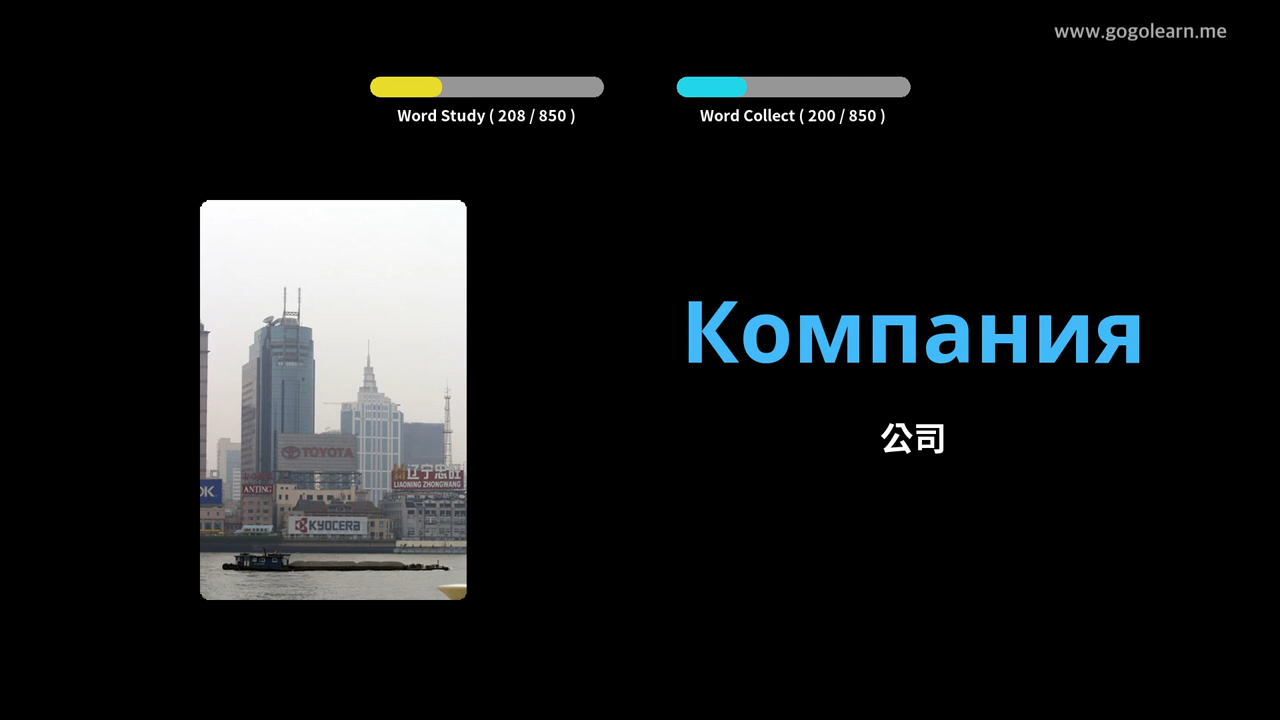 www.gogolearn.me
Word Study ( 208 / 850 )
Word Collect ( 200 / 850 )
Компания
公司
TOYOTA
辽宁忠旺
LIAONING ZHONGWANG
ANTING
KYOCERA